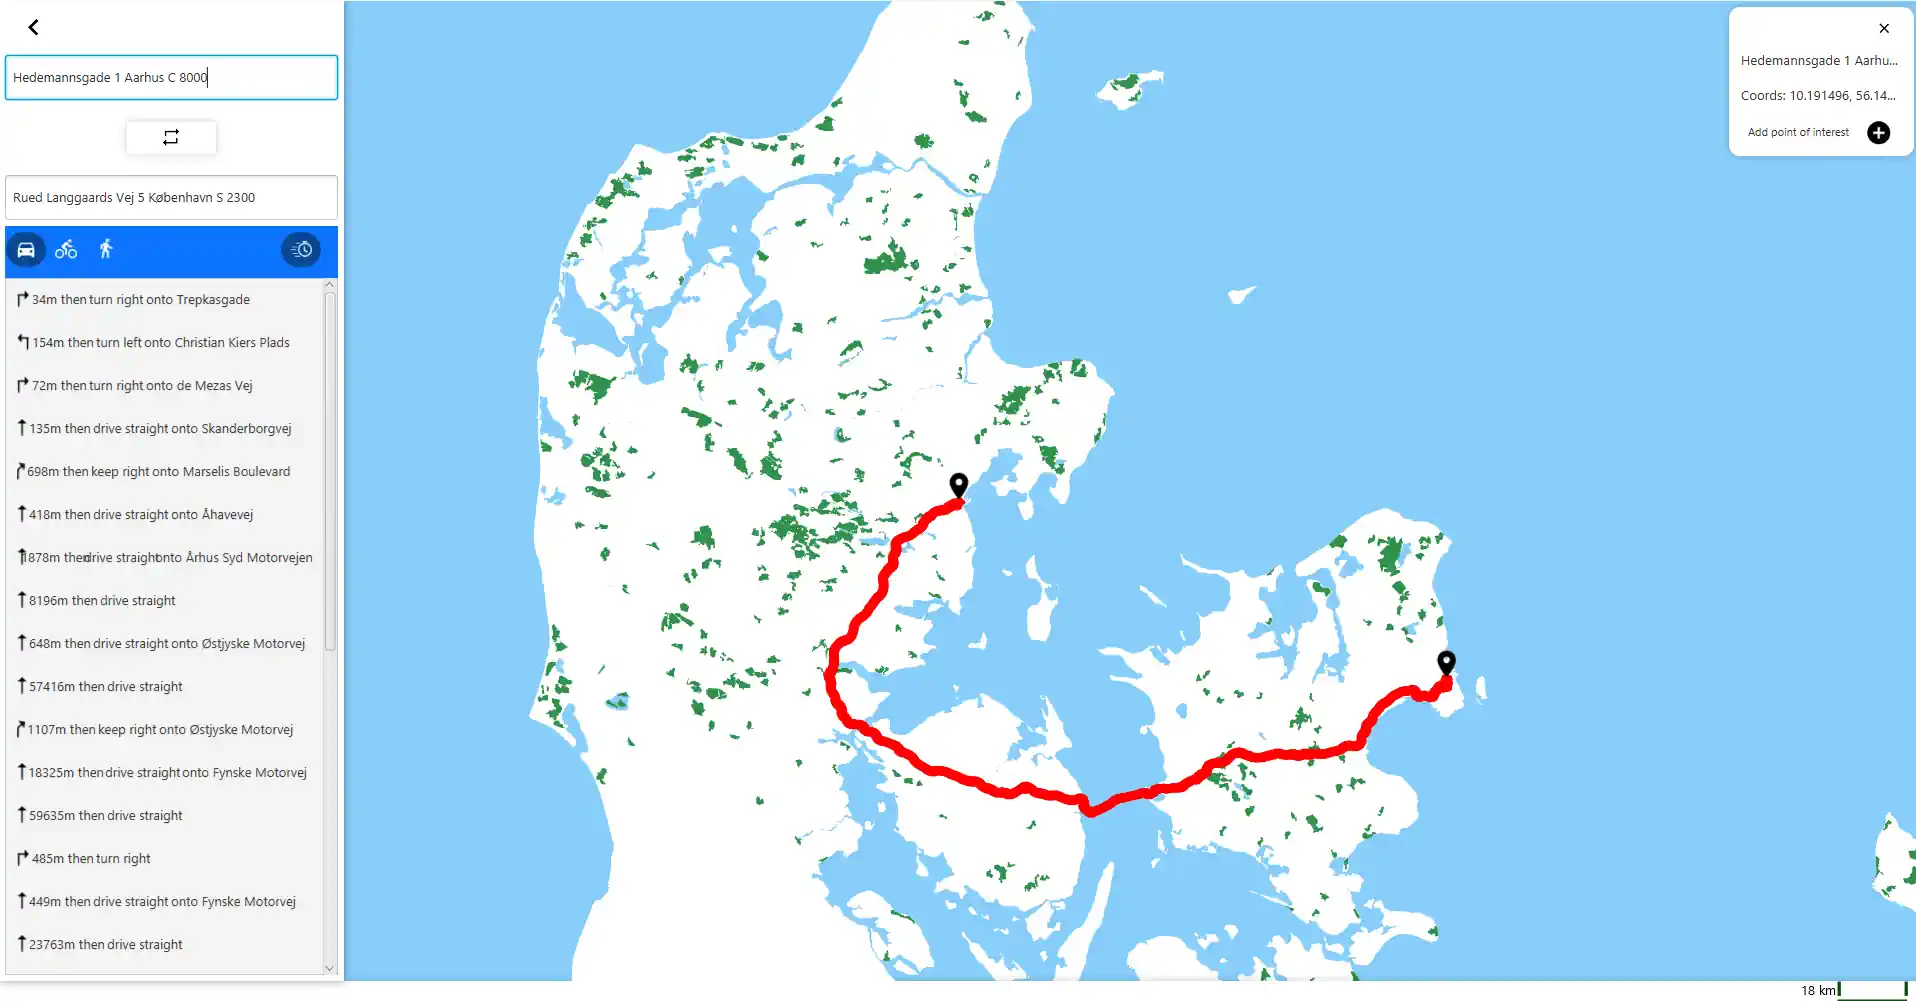 Hedemannsgade 1 Aarhus C 8000
Rued Langgaards Vej 5 København S 2300
34m then turn right onto Trepkasgade
154m then turn left onto Christian Kiers Plads
72m then turn right onto de Mezas Vej
135m then drive straight onto Skanderborgvej
698m then keep right onto Marselis Boulevard
418m then drive straight onto Åhavevej
1878m then drive straight onto Århus Syd Motorvejen
8196m then drive straight
648m then drive straight onto Østjyske Motorvej
57416m then drive straight
1107m then keep right onto Østjyske Motorvej
18325m then drive straight onto Fynske Motorvej
59635m then drive straight
485m then turn right
449m then drive straight onto Fynske Motorvej
23763m then drive straight
Hedemannsgade 1 Aarhu...
Coords: 10.191496, 56.14...
Add point of interest
18 km